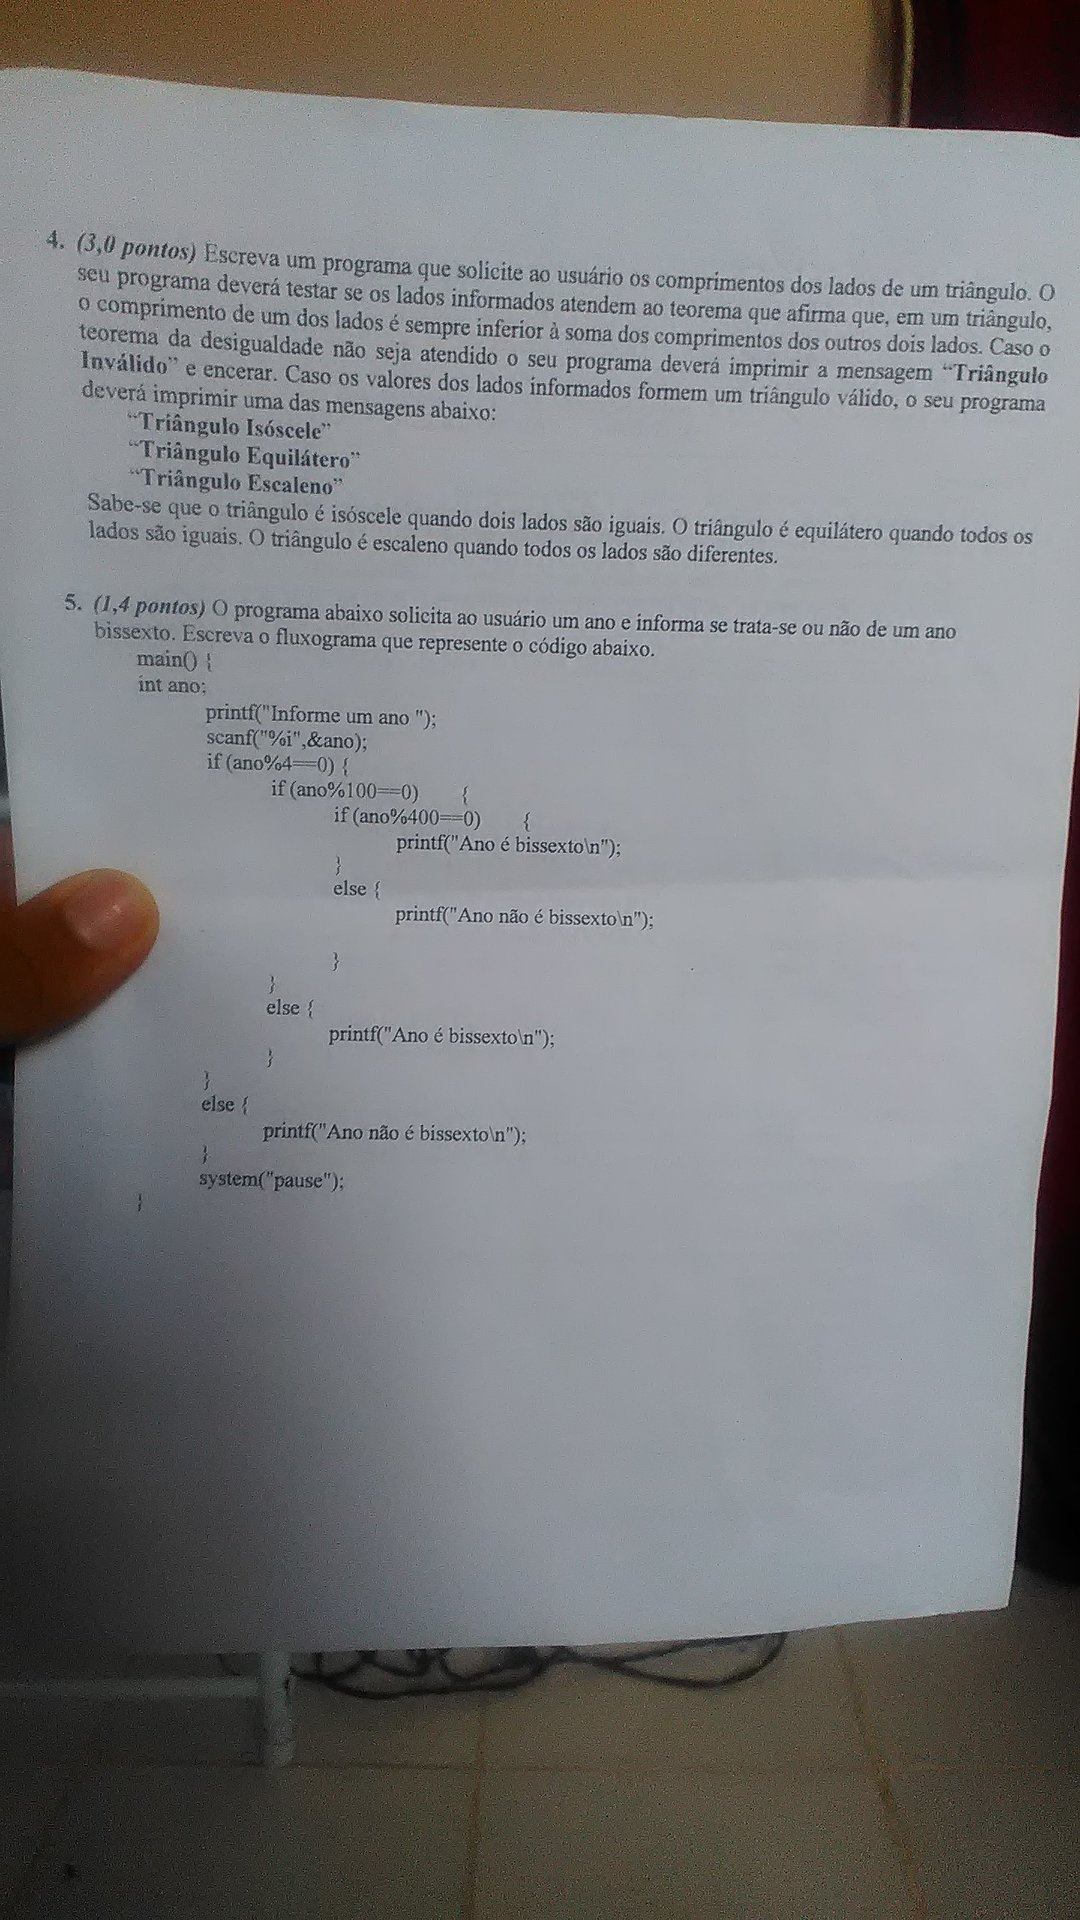 4. (3,0 pontos) Escreva um programa que solicite ao usuário os comprimentos dos lados de um triângulo. O
seu programa deverá testar se os lados informados atendem ao teorema que afirma que, em um triângulo,
o comprimento de um dos lados é sempre inferior à soma dos comprimentos dos outros dois lados. Caso o
teorema da desigualdade não seja atendido o seu programa deverá imprimir a mensagem “Triângulo
Inválido” e encerar. Caso os valores dos lados informados formem um triângulo válido, o seu programa
deverá imprimir uma das mensagens abaixo:
“Triângulo Isóscele”
“Triângulo Equilátero”
“Triângulo Escaleno”
Sabe-se que o triângulo é isóscele quando dois lados são iguais. O triângulo é equilátero quando todos os
lados são iguais. O triângulo é escaleno quando todos os lados são diferentes.
5. (1,4 pontos) O programa abaixo solicita ao usuário um ano e informa se trata-se ou não de um ano
bissexto. Escreva o fluxograma que represente o código abaixo.
main() {
int ano;
printf("Informe um ano ");
scanf("%i",&ano);
if (ano%4==0) {
if (ano%100==0) {
if (ano%400==0) {
printf("Ano é bissexto\n");
}
else {
printf("Ano não é bissexto\n");
}
}
else {
printf("Ano é bissexto\n");
}
}
else {
printf("Ano não é bissexto\n");
}
system("pause");
}